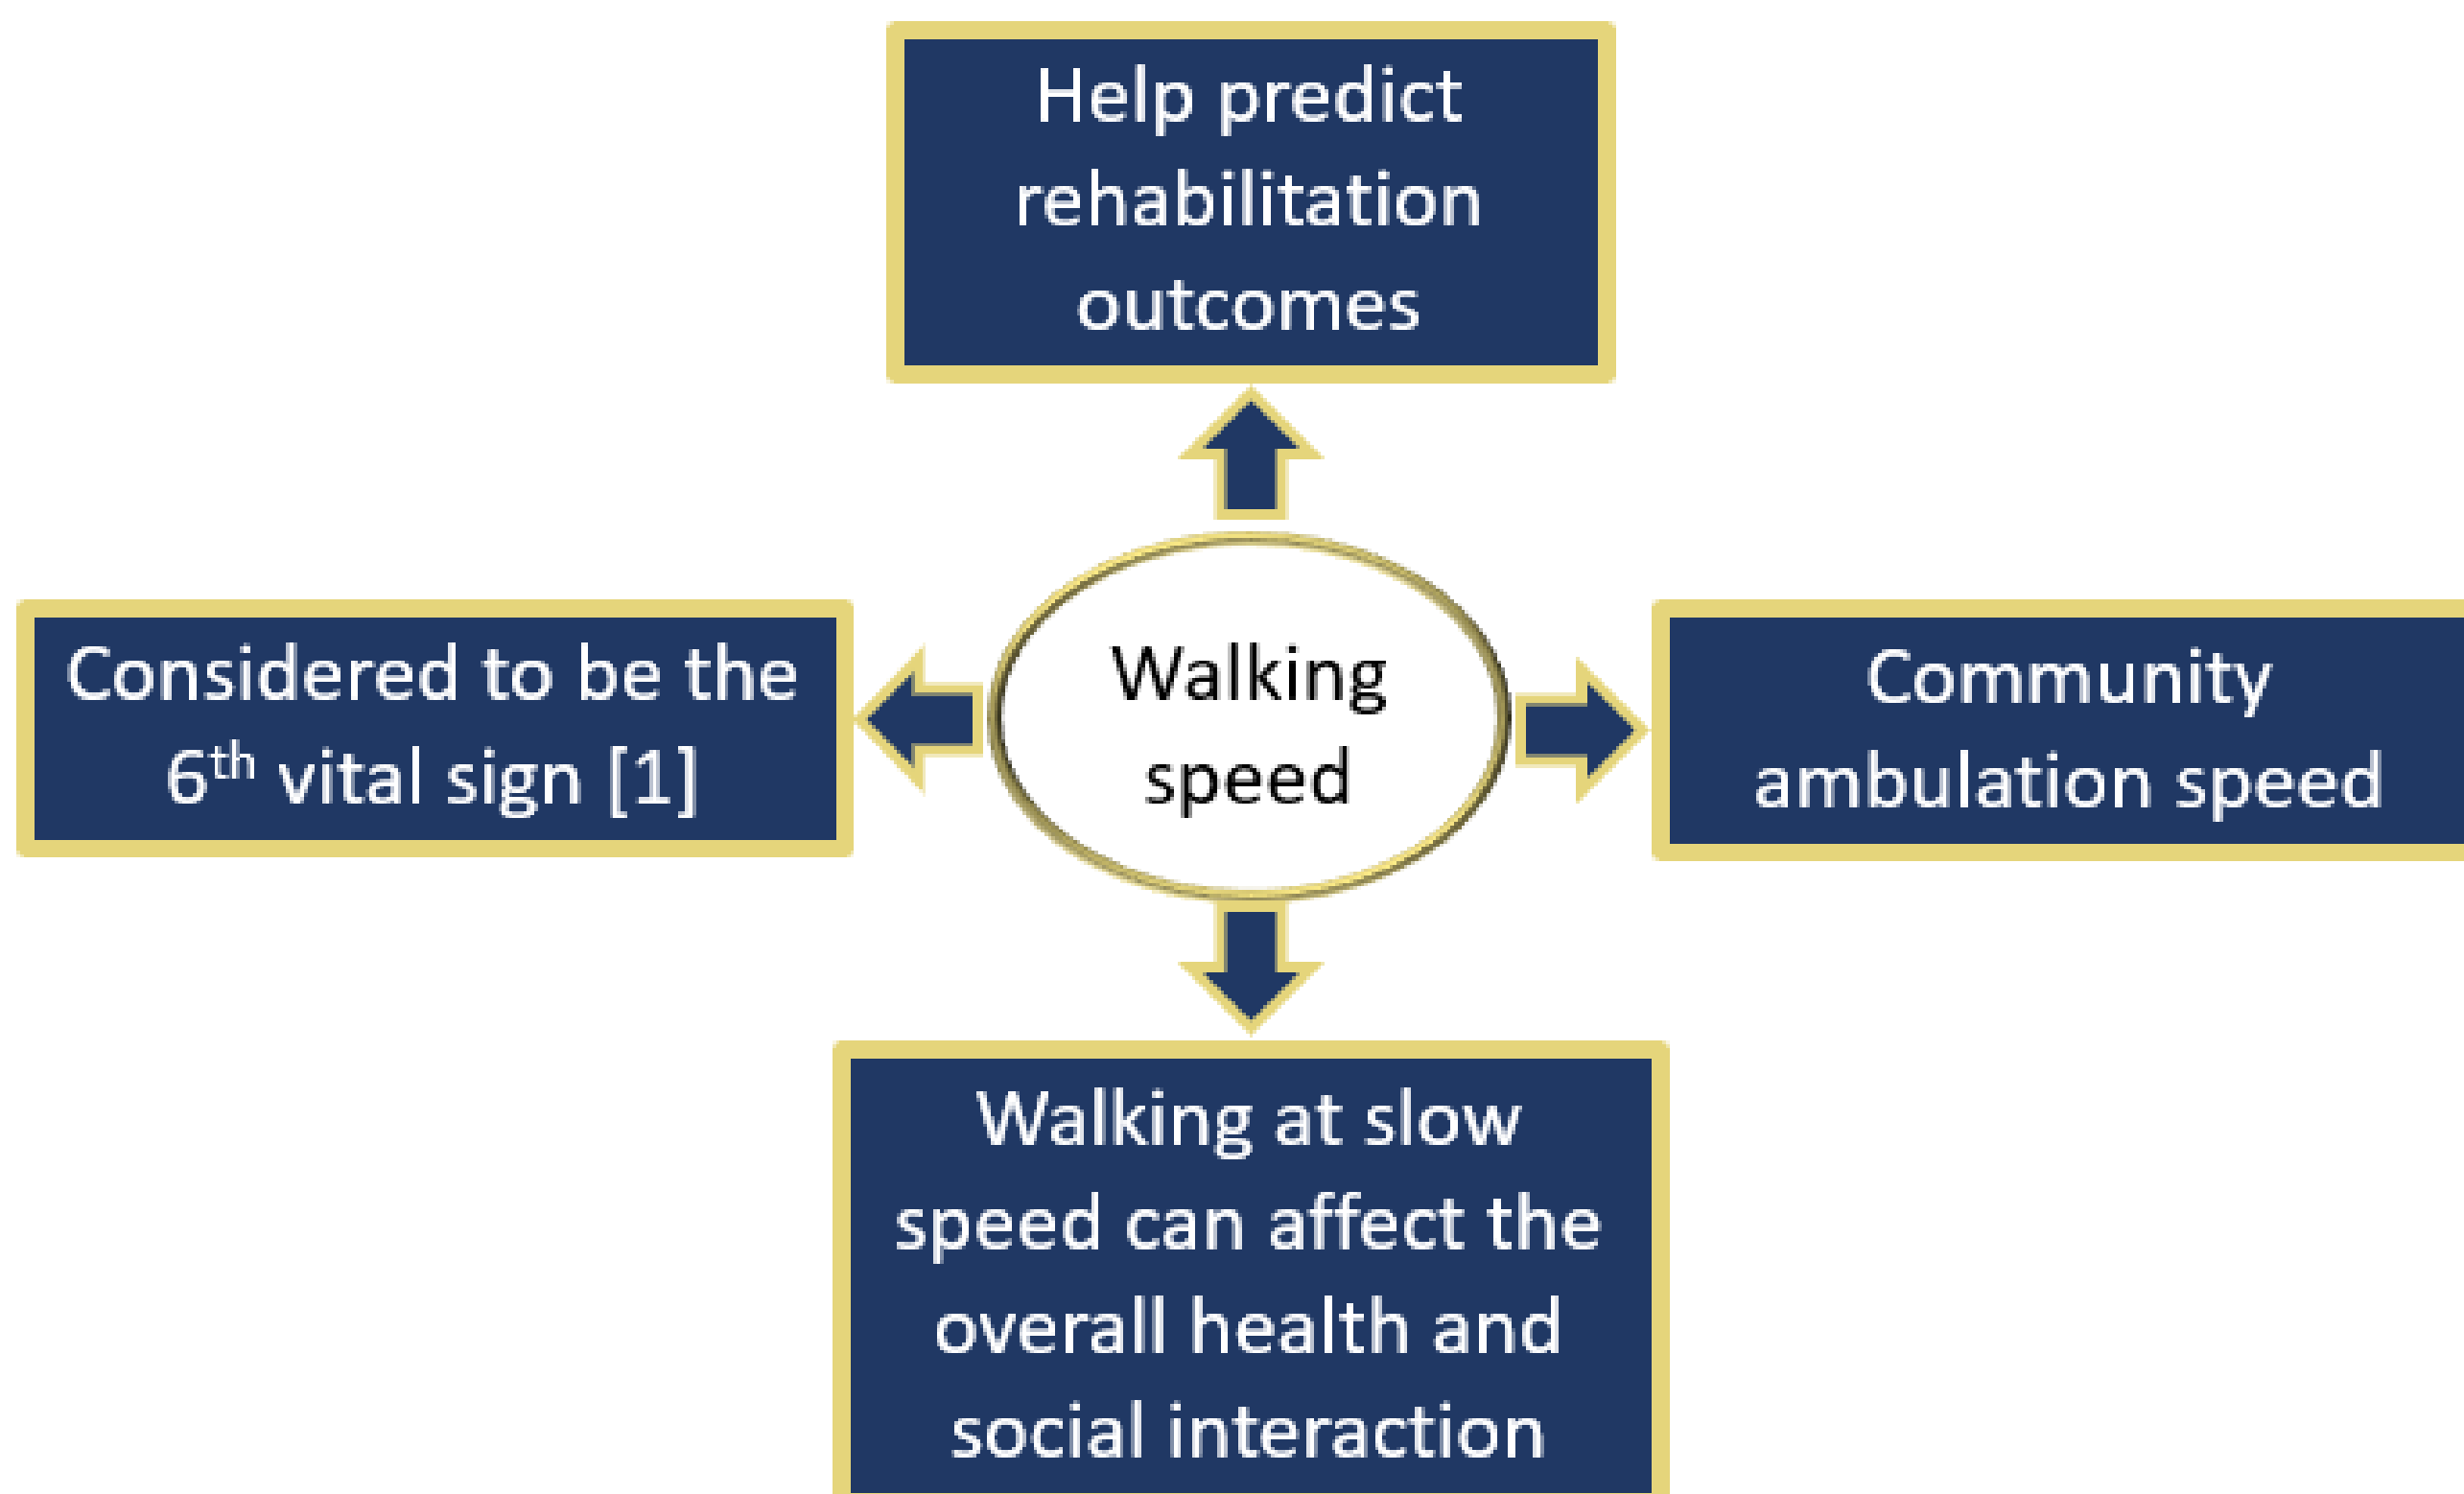 Help predict
rehabilitation
outcomes
Considered to be the
6th vital sign [1]
Walking
speed
Community
ambulation speed
Walking at slow
speed can affect the
overall health and
social interaction